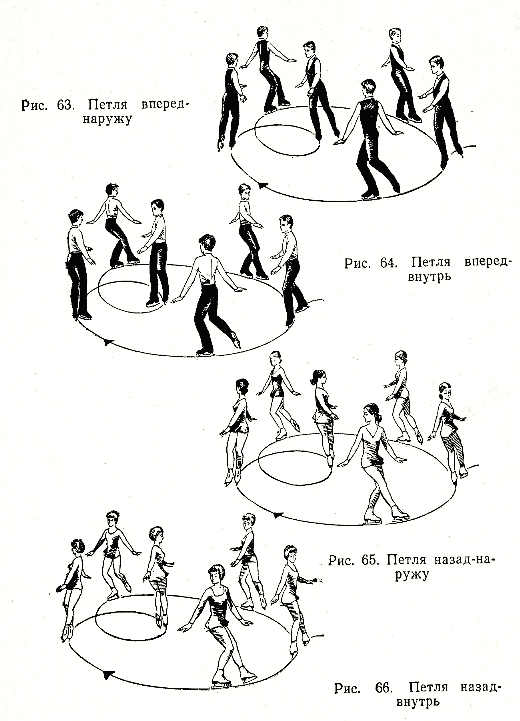 Рис. 63. Петля вперед-
наружу
Рис. 64. Петля вперед-
внутрь
Рис. 65. Петля назад-на-
ружу
Рис. 66. Петля назад-
внутрь